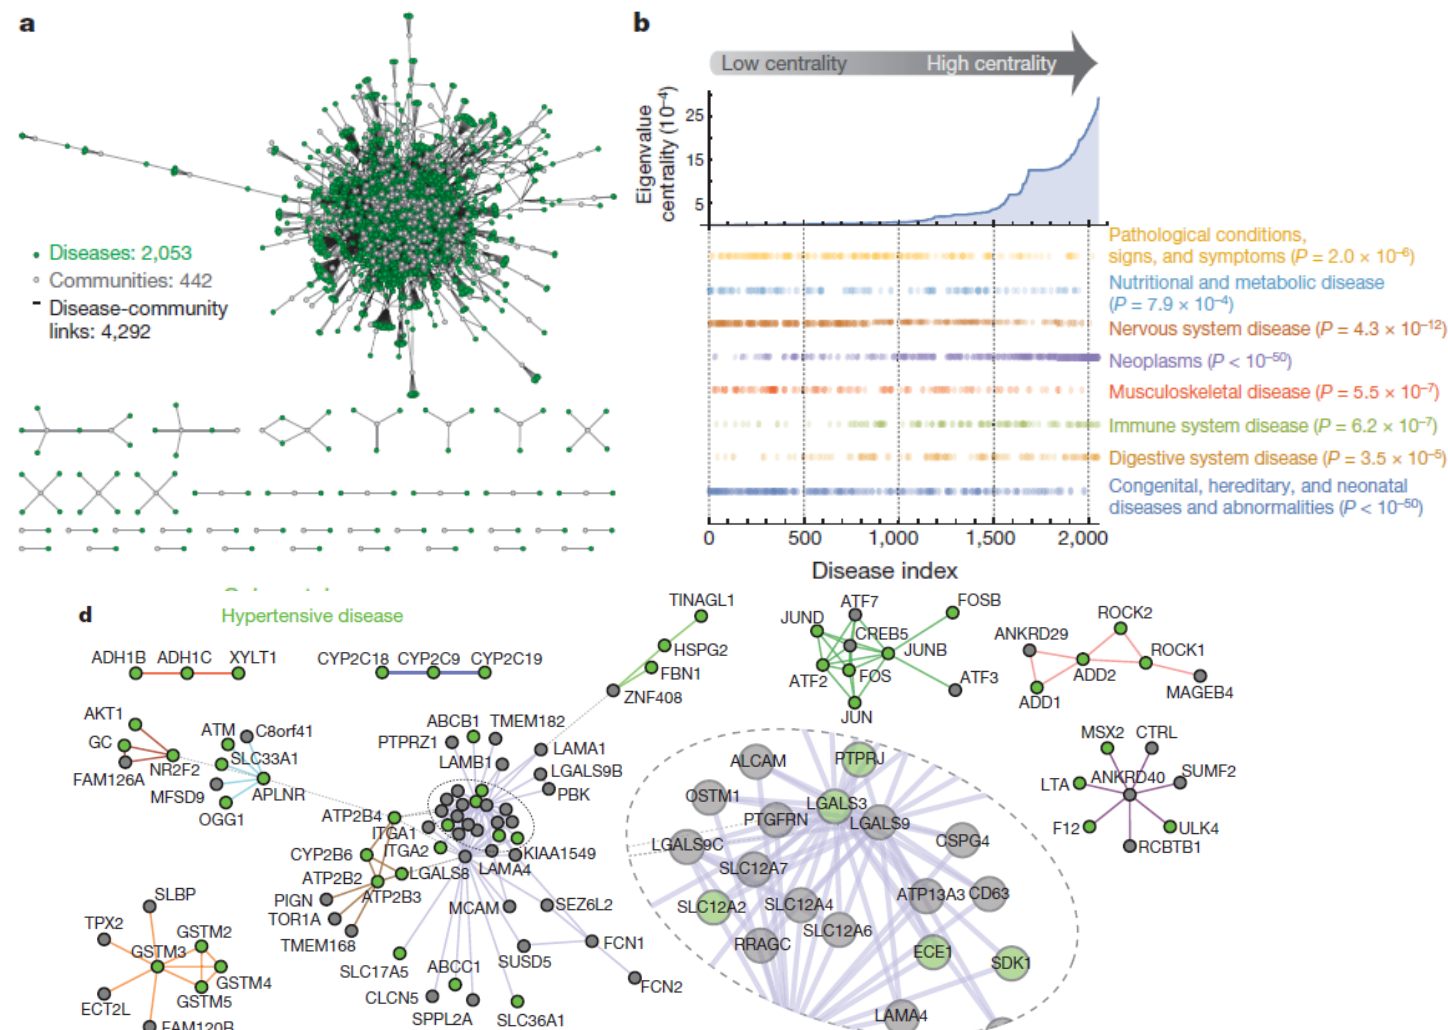 a
Diseases: 2,053
Communities: 442
Disease-community
links: 4,292
b
Low centrality
High centrality
Eigenvalue
centrality (10–4)
25
15
5
Pathological conditions,
signs, and symptoms (P = 2.0 × 10–6)
Nutritional and metabolic disease
(P = 7.9 × 10–4)
Nervous system disease (P = 4.3 × 10–12)
Neoplasms (P < 10–50)
Musculoskeletal disease (P = 5.5 × 10–7)
Immune system disease (P = 6.2 × 10–7)
Digestive system disease (P = 3.5 × 10–5)
Congenital, hereditary, and neonatal
diseases and abnormalities (P < 10–50)
0
500
1,000
1,500
2,000
Disease index
d
Hypertensive disease
ADH1B
ADH1C
XYLT1
CYP2C18
CYP2C9
CYP2C19
TINAGL1
HSPG2
FBN1
ZNF408
JUND
ATF7
FOSB
CREB5
JUNB
ATF2
FOS
ATF3
JUN
ROCK2
ANKRD29
ROCK1
ADD2
MAGEB4
ADD1
AKT1
GC
FAM126A
NR2F2
ATM
C8orf41
SLC33A1
MFSD9
APLNR
OGG1
ABCB1
TMEM182
PTPRZ1
LAMA1
LAMB1
LGALS9B
PBK
ATP2B4
ITGA1
ITGA2
KIAA1549
CYP2B6
LAMA4
ATP2B2
LGALS8
ATP2B3
PIGN
TOR1A
TMEM168
MCAM
SEZ6L2
FCN1
SUSD5
FCN2
SLC17A5
ABCC1
CLCN5
SPPL2A
SLC36A1
SLBP
TPX2
GSTM2
GSTM3
GSTM4
GSTM5
ECT2L
FAM120B
ALCAM
PTPRJ
OSTM1
LGALS3
PTGFRN
LGALS9
LGALS9C
CSPG4
SLC12A7
ATP13A3
CD63
SLC12A2
SLC12A4
SLC12A6
RRAGC
ECE1
SDK1
LAMA4
MSX2
CTRL
LTA
ANKRD40
SUMF2
F12
ULK4
RCBTB1